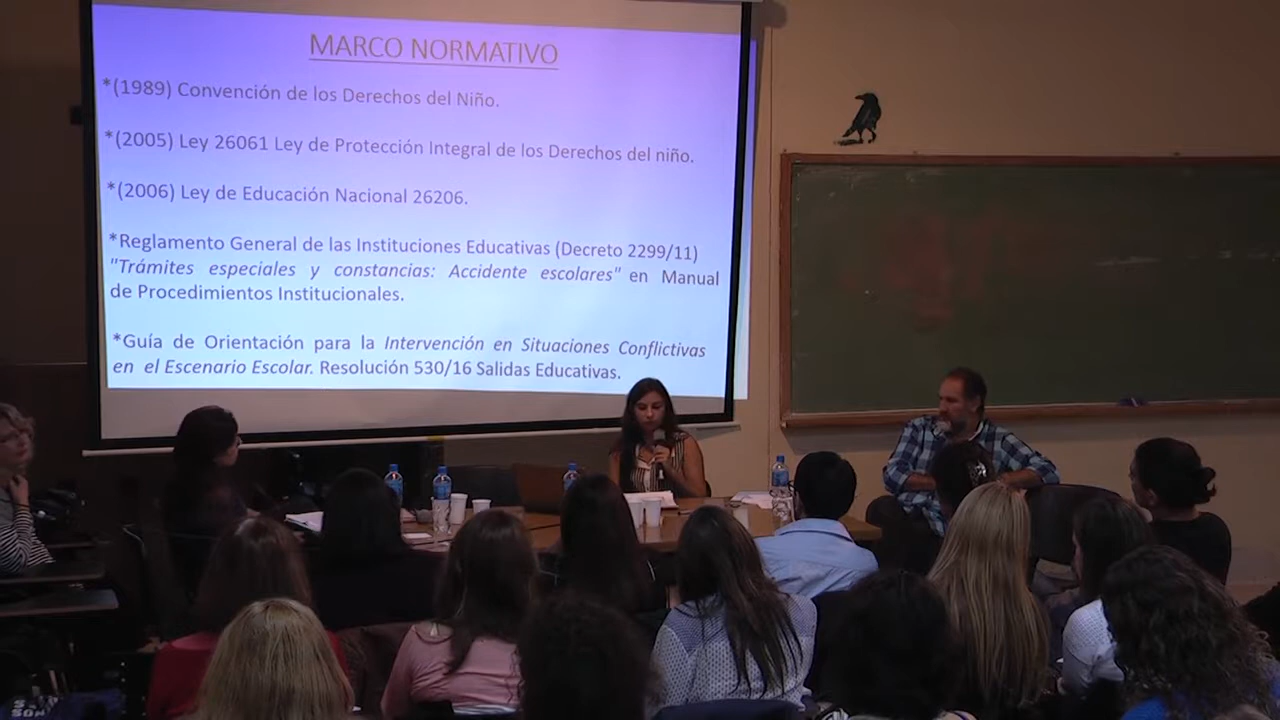 MARCO NORMATIVO
*(1989) Convención de los Derechos del Niño.
*(2005) Ley 26061 Ley de Protección Integral de los Derechos del niño.
*(2006) Ley de Educación Nacional 26206.
*Reglamento General de las Instituciones Educativas (Decreto 2299/11)
"Trámites especiales y constancias: Accidente escolares" en Manual
de Procedimientos Institucionales.
*Guía de Orientación para la Intervención en Situaciones Conflictivas
en el Escenario Escolar. Resolución 530/16 Salidas Educativas.